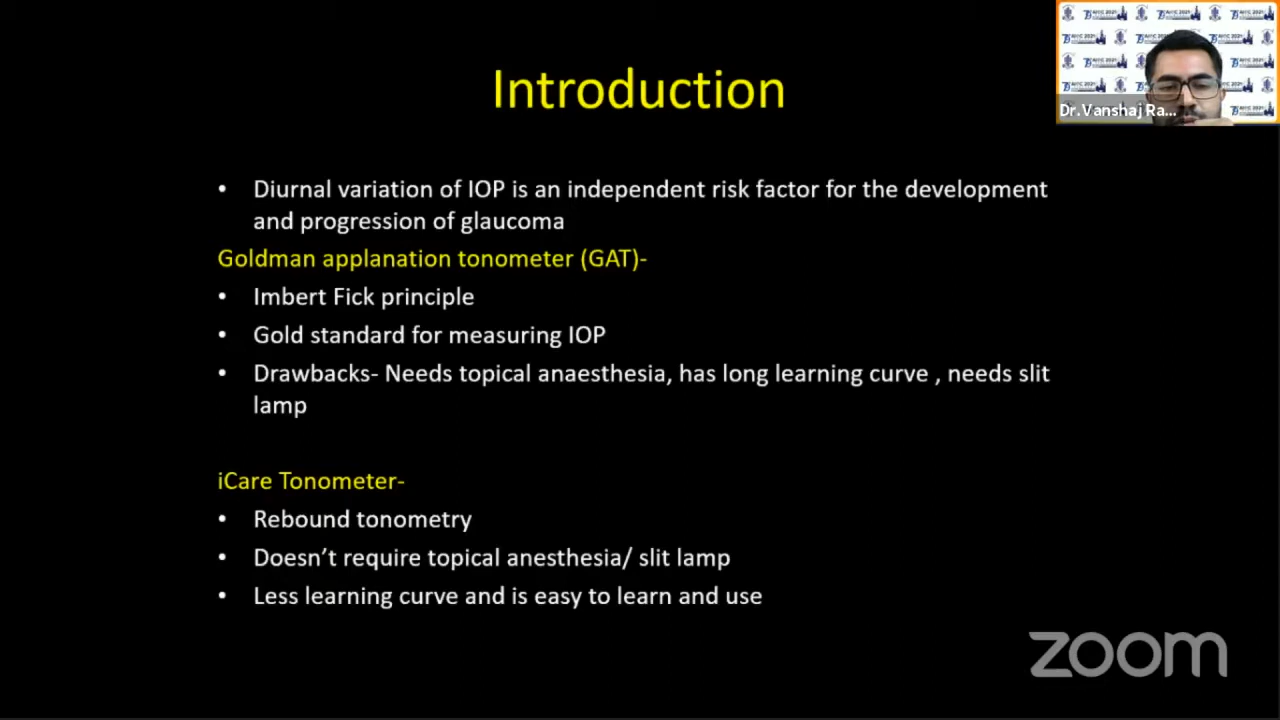 Introduction
• Diurnal variation of IOP is an independent risk factor for the development
and progression of glaucoma
Goldman applanation tonometer (GAT)-
• Imbert Fick principle
• Gold standard for measuring IOP
• Drawbacks- Needs topical anaesthesia, has long learning curve , needs slit
lamp
iCare Tonometer-
• Rebound tonometry
• Doesn’t require topical anesthesia/ slit lamp
• Less learning curve and is easy to learn and use
Dr.Vanshaj Ra...
zoom